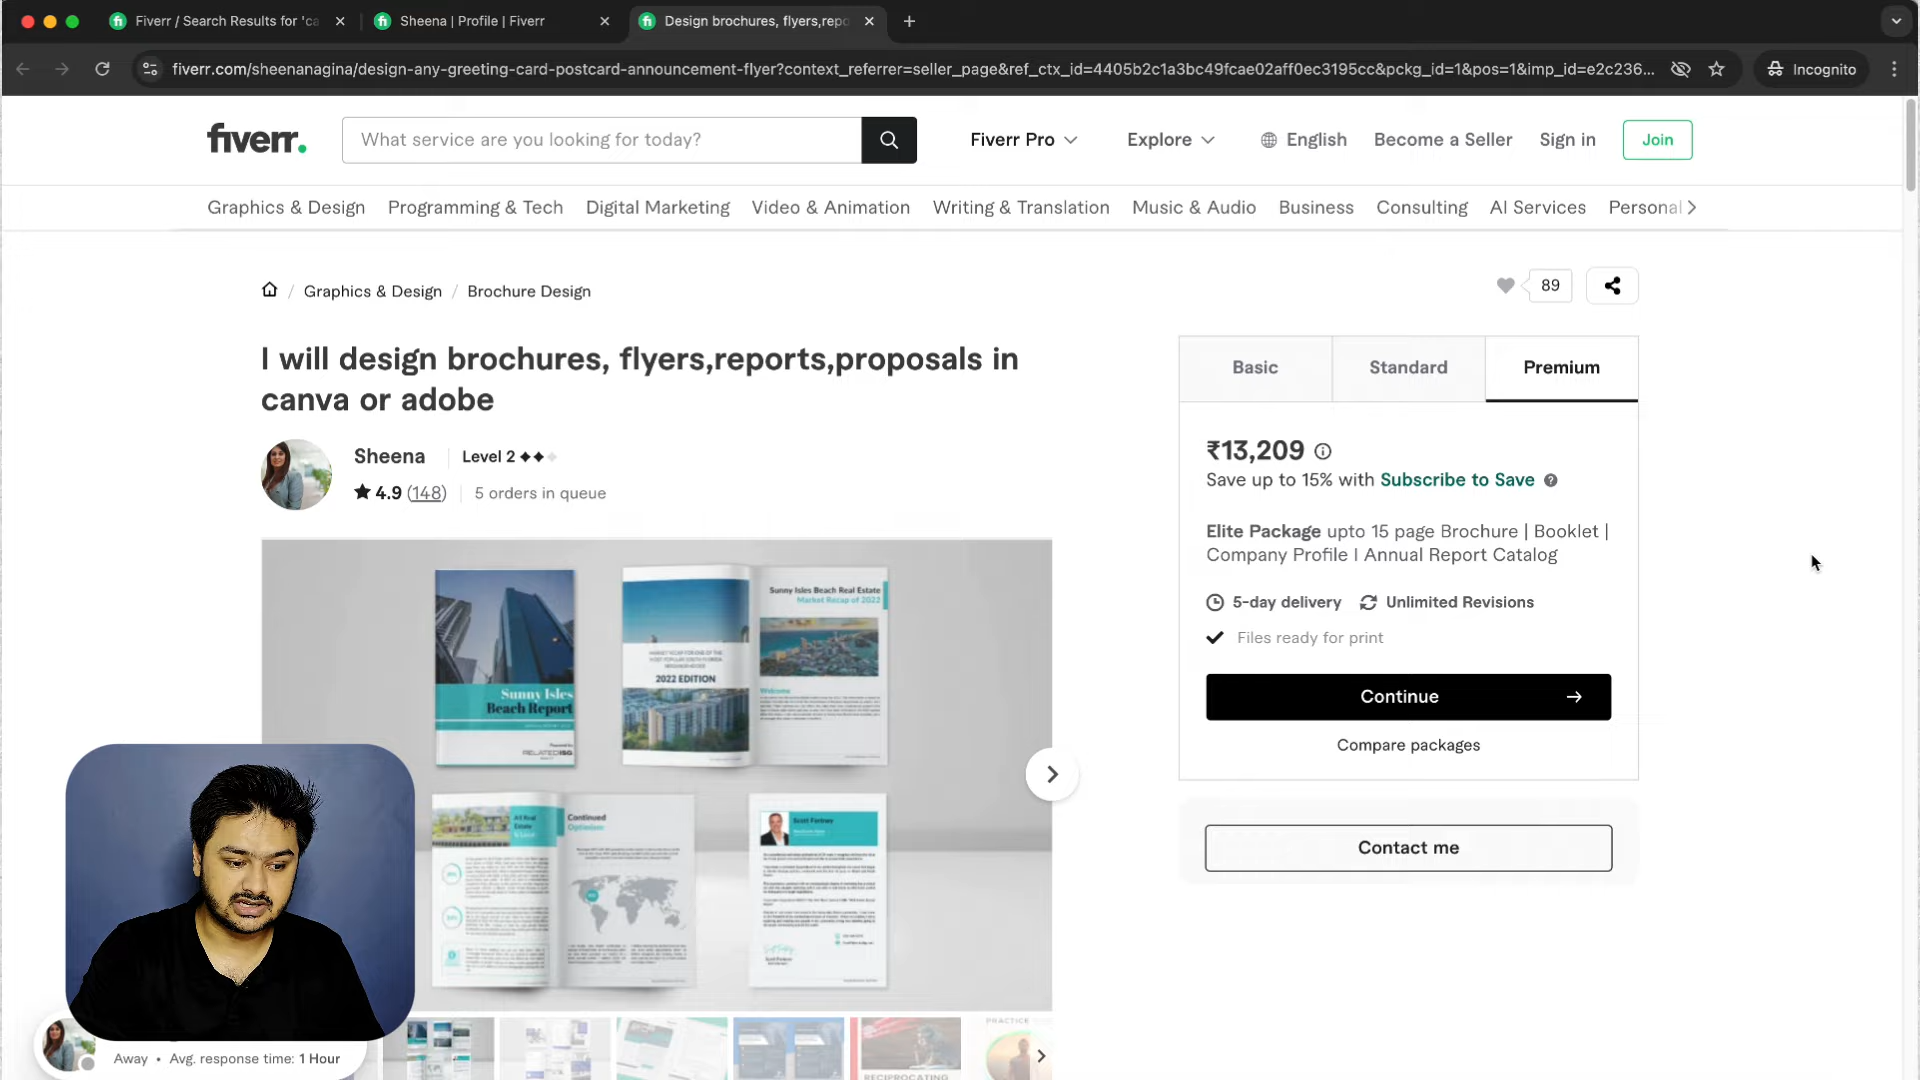 Fiverr / Search Results for 'ca
Sheena | Profile | Fiverr
Design brochures, flyers,repo
fiverr.com/sheenanagina/design-any-greeting-card-postcard-announcement-flyer?context_referrer=seller_page&ref_ctx_id=4405b2c1a3bc49fcae02aff0ec3195cc&pckg_id=1&pos=1&imp_id=e2c236...
Incognito
fiverr.
What service are you looking for today?
Fiverr Pro
Explore
English
Become a Seller
Sign in
Join
Graphics & Design
Programming & Tech
Digital Marketing
Video & Animation
Writing & Translation
Music & Audio
Business
Consulting
AI Services
Personal
/ Graphics & Design / Brochure Design
89
I will design brochures, flyers,reports,proposals in
canva or adobe
Sheena
Level 2
4.9 (148)
5 orders in queue
Basic
Standard
Premium
₹13,209
Save up to 15% with Subscribe to Save
Elite Package upto 15 page Brochure | Booklet |
Company Profile I Annual Report Catalog
5-day delivery
Unlimited Revisions
Files ready for print
Continue
Compare packages
Contact me
Sunny Isles
Beach Report
RELATEDISG
Sunny Isles Beach Real Estate
Market Recap of 2022
2022 EDITION
Welcome
Continued
Optimism
Scott Fortney
PRACTICE
RECIPROCATING
Away • Avg. response time: 1 Hour